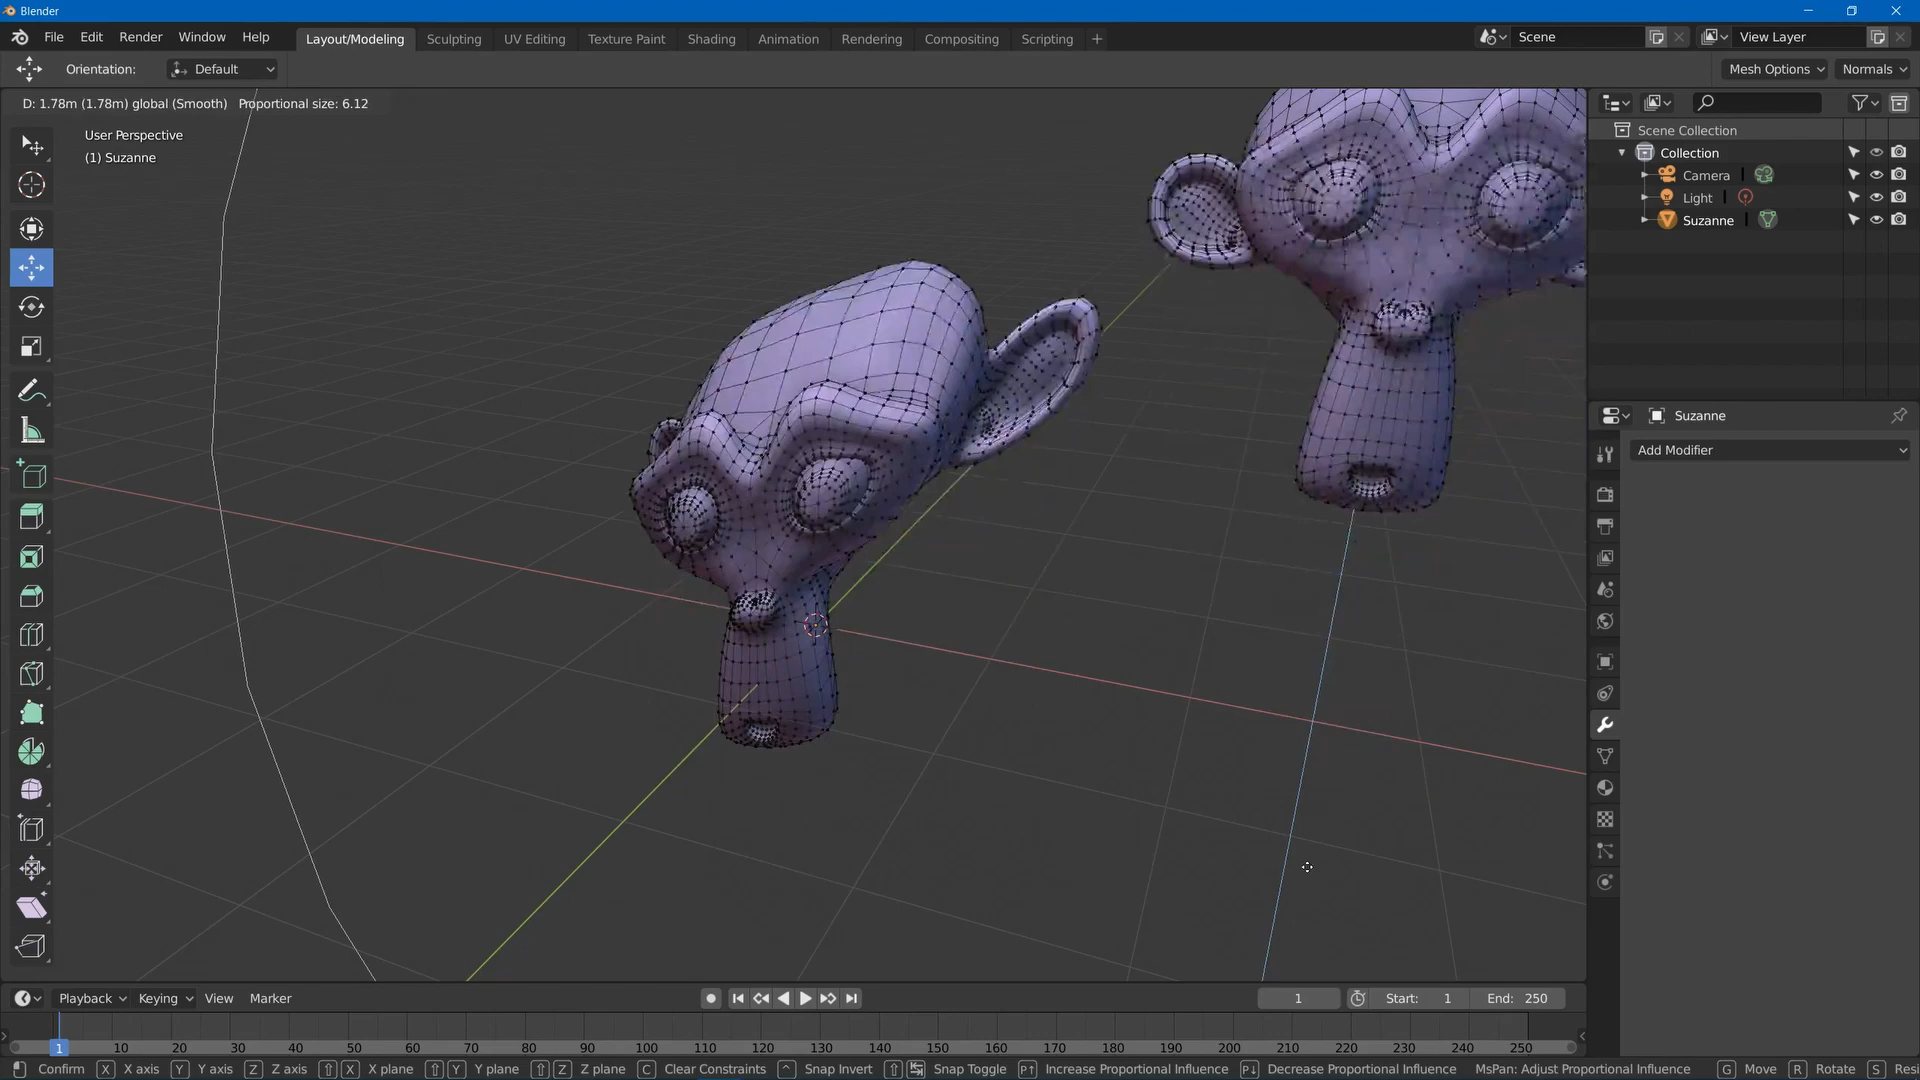 Blender
File Edit Render Window Help Layout/Modeling Sculpting UV Editing Texture Paint Shading Animation Rendering Compositing Scripting + Scene View Layer
Orientation: Default Mesh Options Normals
D: 1.78m (1.78m) global (Smooth) Proportional size: 6.12
User Perspective
(1) Suzanne
Scene Collection
Collection
Camera
Light
Suzanne
Suzanne
Add Modifier
Playback Keying View Marker 1 Start: 1 End: 250
1 10 20 30 40 50 60 70 80 90 100 110 120 130 140 150 160 170 180 190 200 210 220 230 240 250
Confirm X X axis Y Y axis Z Z axis X X plane Y Y plane Z Z plane C Clear Constraints Snap Invert Snap Toggle P↑ Increase Proportional Influence P↓ Decrease Proportional Influence MsPan: Adjust Proportional Influence G Move R Rotate S Resi